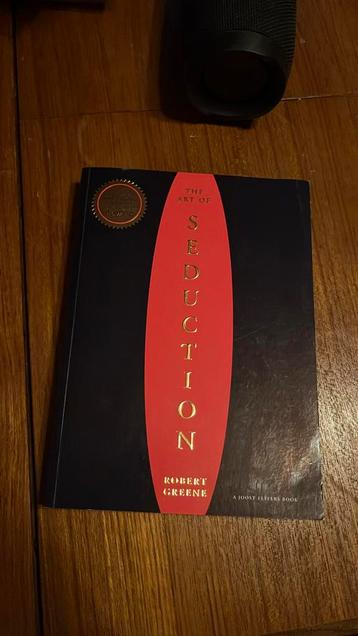 THE
ART OF
SEDUCTION
ROBERT
GREENE
A JOOST ELFFERS BOOK